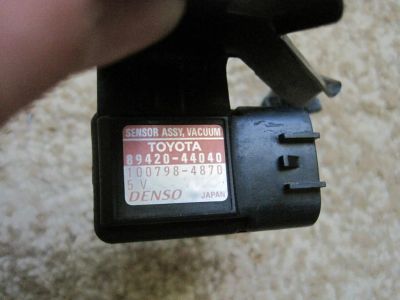 SENSOR ASSY, VACUUM
TOYOTA
89420-44040
100798-4870
5 V
DENSO JAPAN